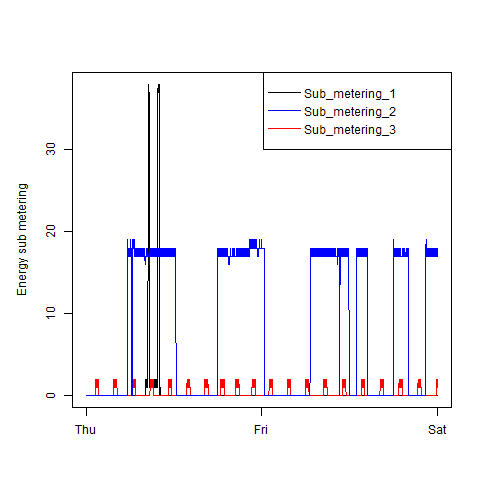 Sub_metering_1
Sub_metering_2
Sub_metering_3
Energy sub metering
30
20
10
0
Thu Fri Sat